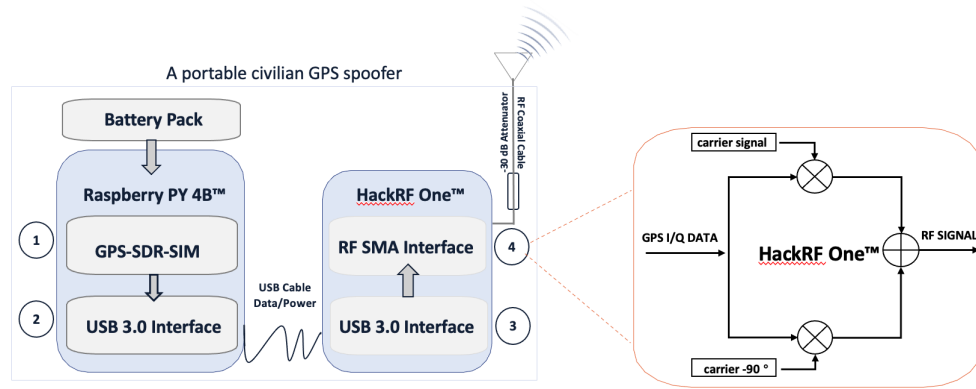 A portable civilian GPS spoofer
Battery Pack
Raspberry PY 4B™
1
GPS-SDR-SIM
2
USB 3.0 Interface
USB Cable
Data/Power
HackRF One™
RF SMA Interface
4
USB 3.0 Interface
3
RF Coaxial Cable
-30 dB Attenuator
carrier signal
GPS I/Q DATA
HackRF One™
RF SIGNAL
carrier -90 °